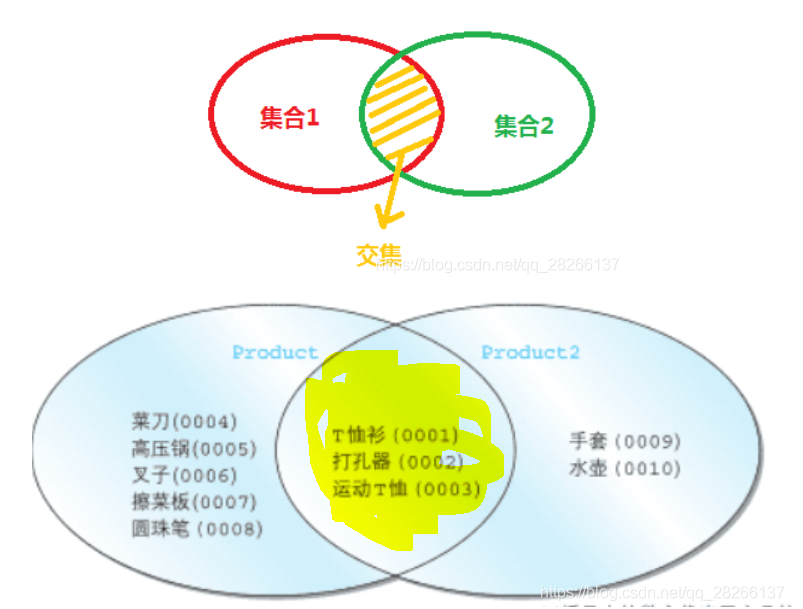 集合1
集合2
交集
https://blog.csdn.net/qq_28266137
Product
Product2
菜刀(0004)
高压锅(0005)
叉子(0006)
擦菜板(0007)
圆珠笔(0008)
T恤衫(0001)
打孔器(0002)
运动T恤(0003)
手套(0009)
水壶(0010)
https://blog.csdn.net/qq_28266137